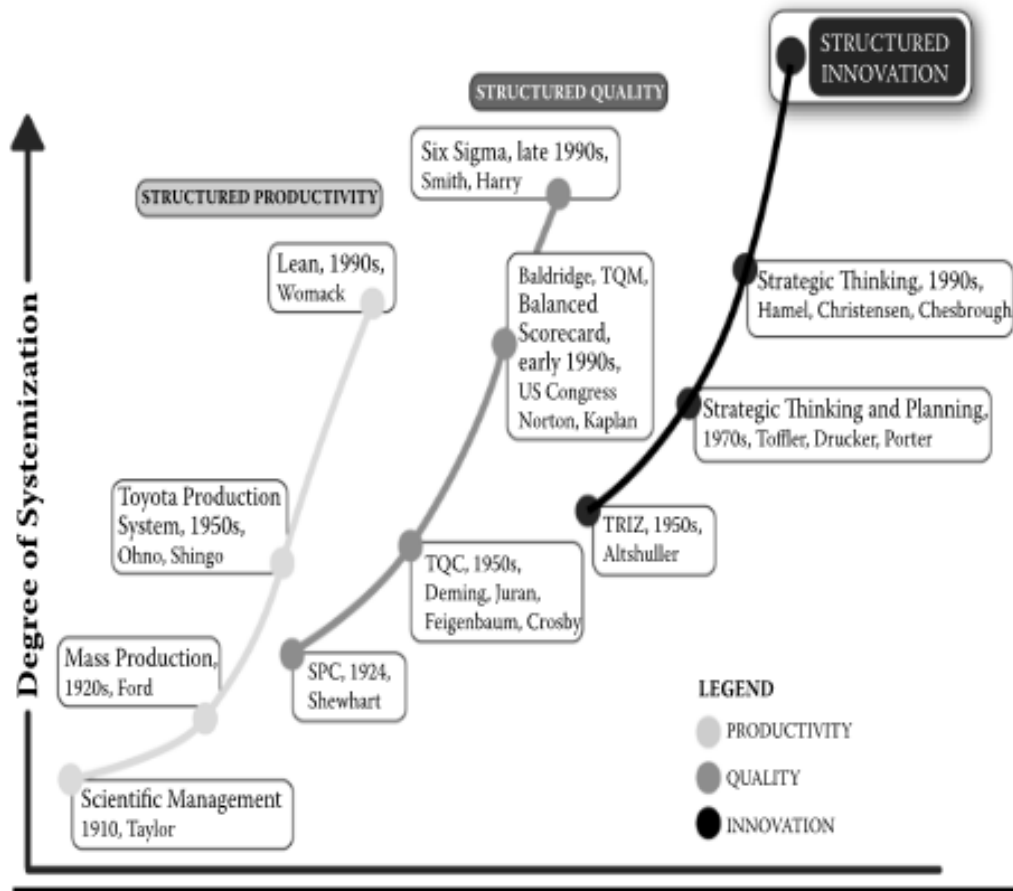 STRUCTURED
INNOVATION
STRUCTURED QUALITY
Six Sigma, late 1990s,
Smith, Harry
STRUCTURED PRODUCTIVITY
Lean, 1990s,
Womack
Baldridge, TQM,
Balanced
Scorecard,
early 1990s,
US Congress
Norton, Kaplan
Strategic Thinking, 1990s,
Hamel, Christensen, Chesbrough
Strategic Thinking and Planning,
1970s, Toffler, Drucker, Porter
Degree of Systemization
Toyota Production
System, 1950s,
Ohno, Shingo
TRIZ, 1950s,
Altshuller
TQC, 1950s,
Deming, Juran,
Feigenbaum, Crosby
Mass Production,
1920s, Ford
SPC, 1924,
Shewhart
Scientific Management
1910, Taylor
LEGEND
PRODUCTIVITY
QUALITY
INNOVATION